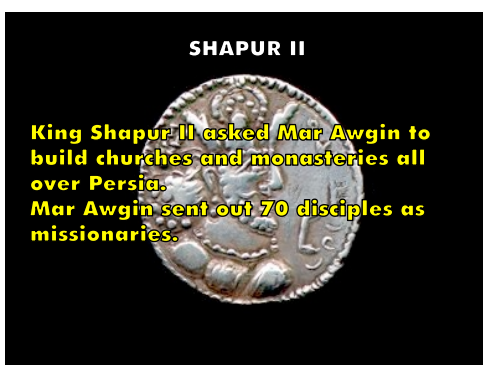 SHAPUR II
King Shapur II asked Mar Awgin to
build churches and monasteries all
over Persia.
Mar Awgin sent out 70 disciples as
missionaries.